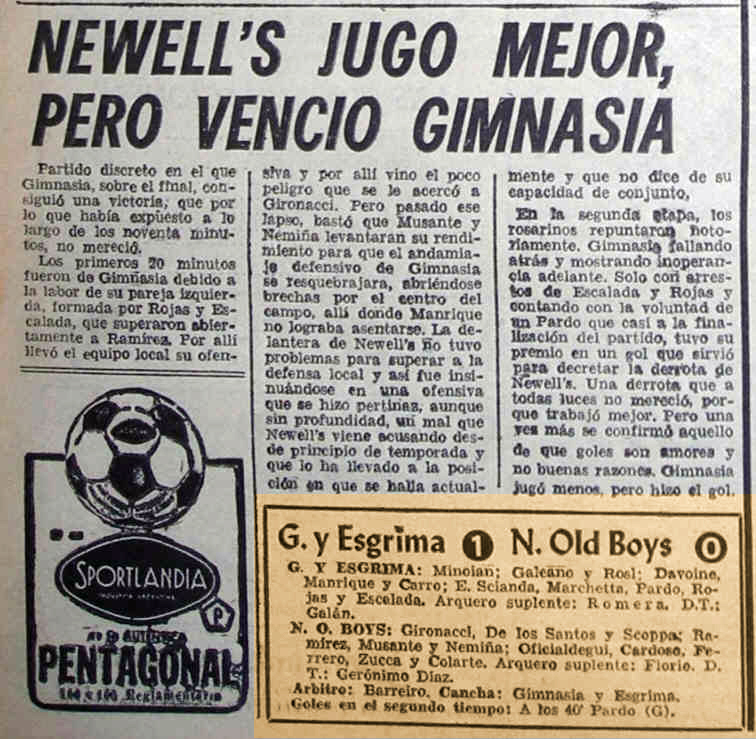 NEWELL'S JUGO MEJOR,
PERO VENCIO GIMNASIA
Partido discreto en el que
Gimnasia, sobre el final, con-
siguió una victoria, que por
lo que había expuesto a lo
largo de los noventa minu-
tos, no mereció.
Los primeros 20 minutos
fueron de Gimnasia debido a
la labor de su pareja izquier-
da, formada por Rojas y Es-
calada, que superaron abier-
tamente a Ramírez. Por allí
llevó el equipo local su ofen-
siva y por allí vino el poco
peligro que se le acercó a
Gironacci. Pero pasado ese
lapso, bastó que Musante y
Nemiña levantaran su rendi-
miento para que el andamia-
je defensivo de Gimnasia
se resquebrajara, abriéndose
brechas por el centro del
campo, allí donde Manrique
no lograba asentarse. La de-
lantera de Newell's no tuvo
problemas para superar a la
defensa local y así fue insi-
nuándose en una ofensiva
que se hizo pertinaz, aunque
sin profundidad, un mal que
Newell's viene acusando des-
de principio de temporada y
que lo ha llevado a la posi-
ción en que se halla actual-
mente y que no dice de su
capacidad de conjunto.
En la segunda etapa, los
rosarinos repuntaron noto-
riamente. Gimnasia fallando
atrás y mostrando inoperan-
cia adelante. Solo con arres-
tos de Escalada y Rojas y
contando con la voluntad de
un Pardo que casi a la fina-
lización del partido, tuvo su
premio en un gol que sirvió
para decretar la derrota de
Newell's. Una derrota que a
todas luces no mereció, por-
que trabajó mejor. Pero una
vez más se confirmó aquello
de que goles son amores y
no buenas razones. Gimnasia
jugó menos, pero hizo el gol.
SPORTLANDIA
INDUSTRIA ARGENTINA
P
PENTAGONAL
Reglamentario
G. y Esgrima 1 N. Old Boys 0
G. Y ESGRIMA: Minoian; Galeano y Rosl; Davoine,
Manrique y Carro; E. Scianda, Marchetta, Pardo, Ro-
jas y Escalada. Arquero suplente: Romera. D.T.:
Galán.
N. O. BOYS: Gironacci, De los Santos y Scoppa; Ra-
mírez, Musante y Nemiña; Oficialdegui, Cardoso, Fe-
rrero, Zucca y Colarte. Arquero suplente: Florio. D.
T.: Gerónimo Díaz.
Arbitro: Barreiro. Cancha: Gimnasia y Esgrima.
Goles en el segundo tiempo: A los 40' Pardo (G).